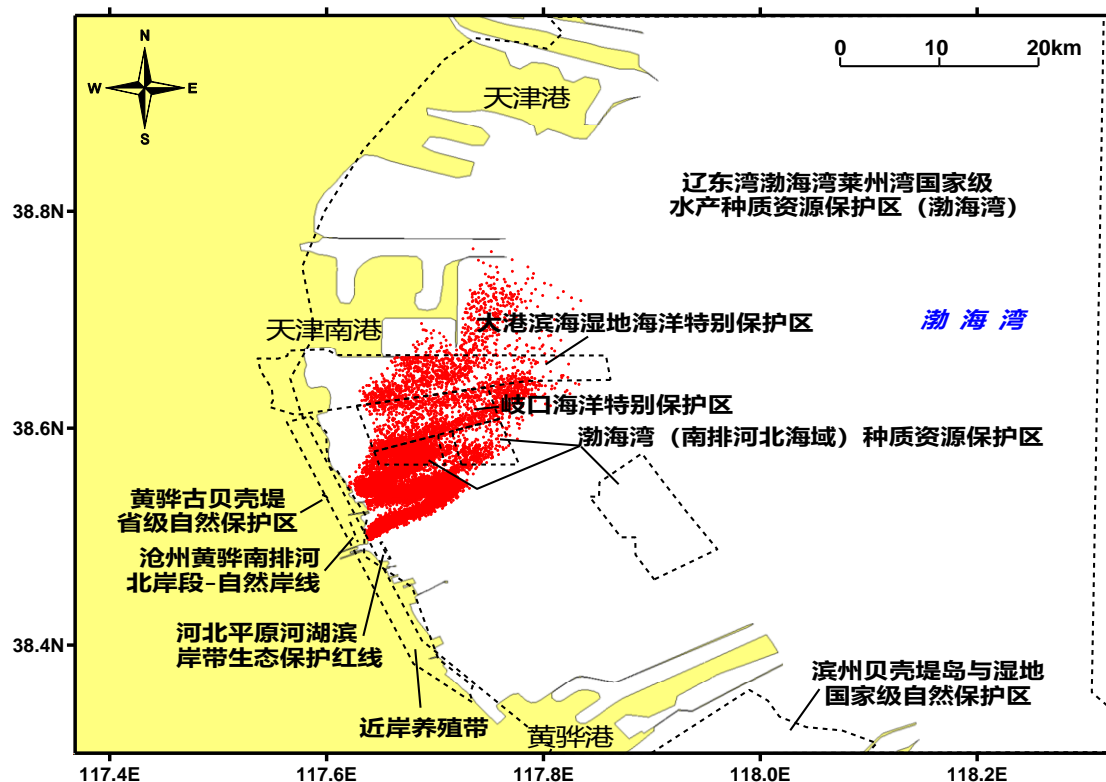 N
W
E
S
0 10 20km
天津港
辽东湾渤海湾莱州湾国家级
水产种质资源保护区（渤海湾）
38.8N
渤 海 湾
天津南港
大港滨海湿地海洋特别保护区
岐口海洋特别保护区
38.6N
渤海湾（南排河北海域）种质资源保护区
黄骅古贝壳堤
省级自然保护区
沧州黄骅南排河
北岸段-自然岸线
河北平原河湖滨
岸带生态保护红线
38.4N
滨州贝壳堤岛与湿地
国家级自然保护区
近岸养殖带
黄骅港
117.4E 117.6E 117.8E 118.0E 118.2E